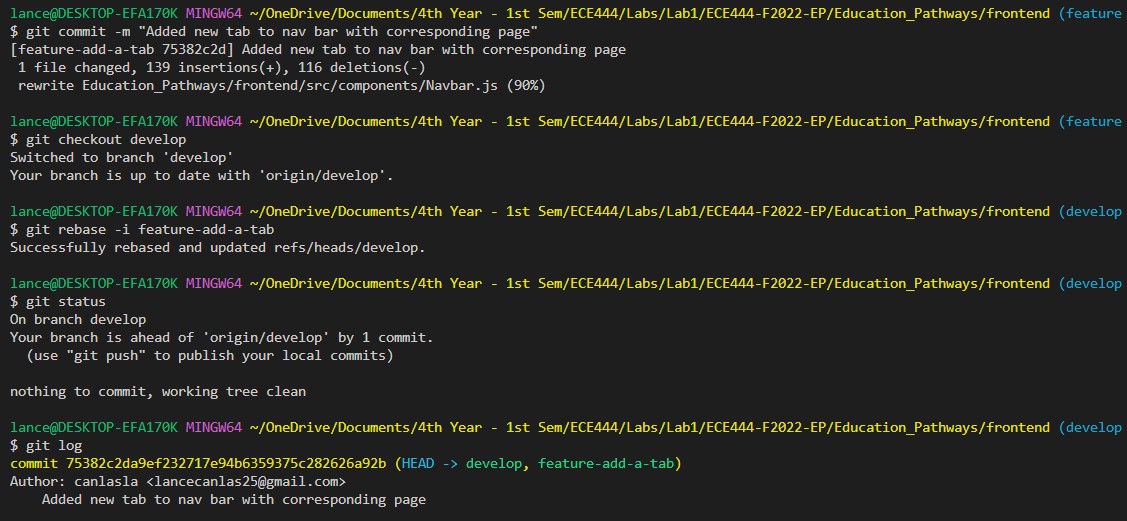 lance@DESKTOP-EFA170K MINGW64 ~/OneDrive/Documents/4th Year - 1st Sem/ECE444/Labs/Lab1/ECE444-F2022-EP/Education_Pathways/frontend (feature
$ git commit -m "Added new tab to nav bar with corresponding page"
[feature-add-a-tab 75382c2d] Added new tab to nav bar with corresponding page
 1 file changed, 139 insertions(+), 116 deletions(-)
 rewrite Education_Pathways/frontend/src/components/Navbar.js (90%)
lance@DESKTOP-EFA170K MINGW64 ~/OneDrive/Documents/4th Year - 1st Sem/ECE444/Labs/Lab1/ECE444-F2022-EP/Education_Pathways/frontend (feature
$ git checkout develop
Switched to branch 'develop'
Your branch is up to date with 'origin/develop'.
lance@DESKTOP-EFA170K MINGW64 ~/OneDrive/Documents/4th Year - 1st Sem/ECE444/Labs/Lab1/ECE444-F2022-EP/Education_Pathways/frontend (develop
$ git rebase -i feature-add-a-tab
Successfully rebased and updated refs/heads/develop.
lance@DESKTOP-EFA170K MINGW64 ~/OneDrive/Documents/4th Year - 1st Sem/ECE444/Labs/Lab1/ECE444-F2022-EP/Education_Pathways/frontend (develop
$ git status
On branch develop
Your branch is ahead of 'origin/develop' by 1 commit.
  (use "git push" to publish your local commits)
nothing to commit, working tree clean
lance@DESKTOP-EFA170K MINGW64 ~/OneDrive/Documents/4th Year - 1st Sem/ECE444/Labs/Lab1/ECE444-F2022-EP/Education_Pathways/frontend (develop
$ git log
commit 75382c2da9ef232717e94b6359375c282626a92b (HEAD -> develop, feature-add-a-tab)
Author: canlasla <lancecanlas25@gmail.com>
    Added new tab to nav bar with corresponding page